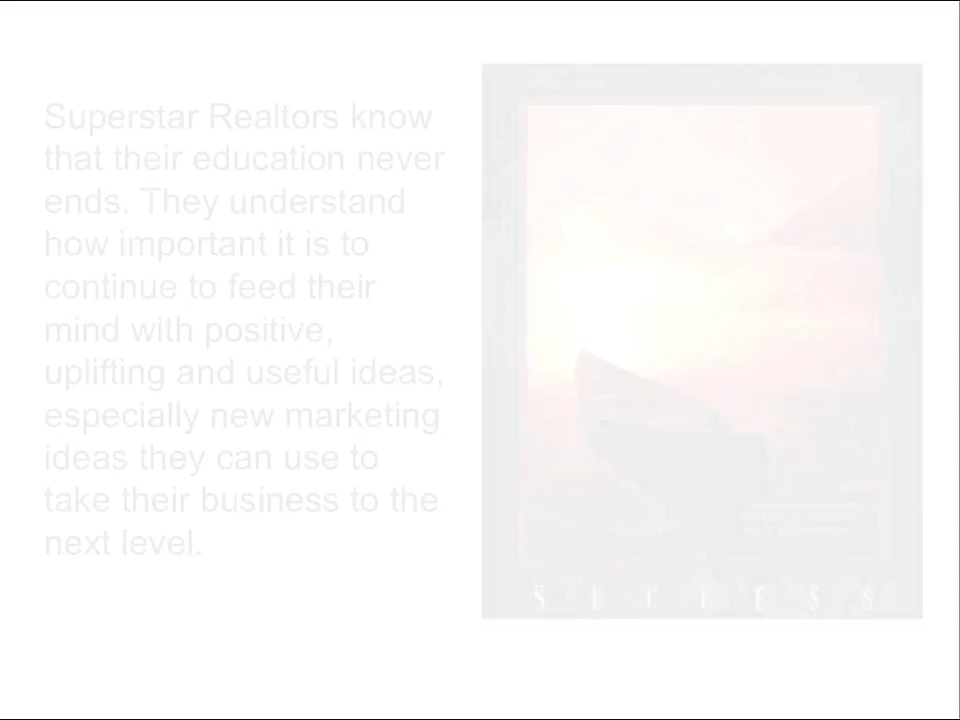 Superstar Realtors know
that their education never
ends. They understand
how important it is to
continue to feed their
mind with positive,
uplifting and useful ideas,
especially new marketing
ideas they can use to
take their business to the
next level.
S U C C E S S